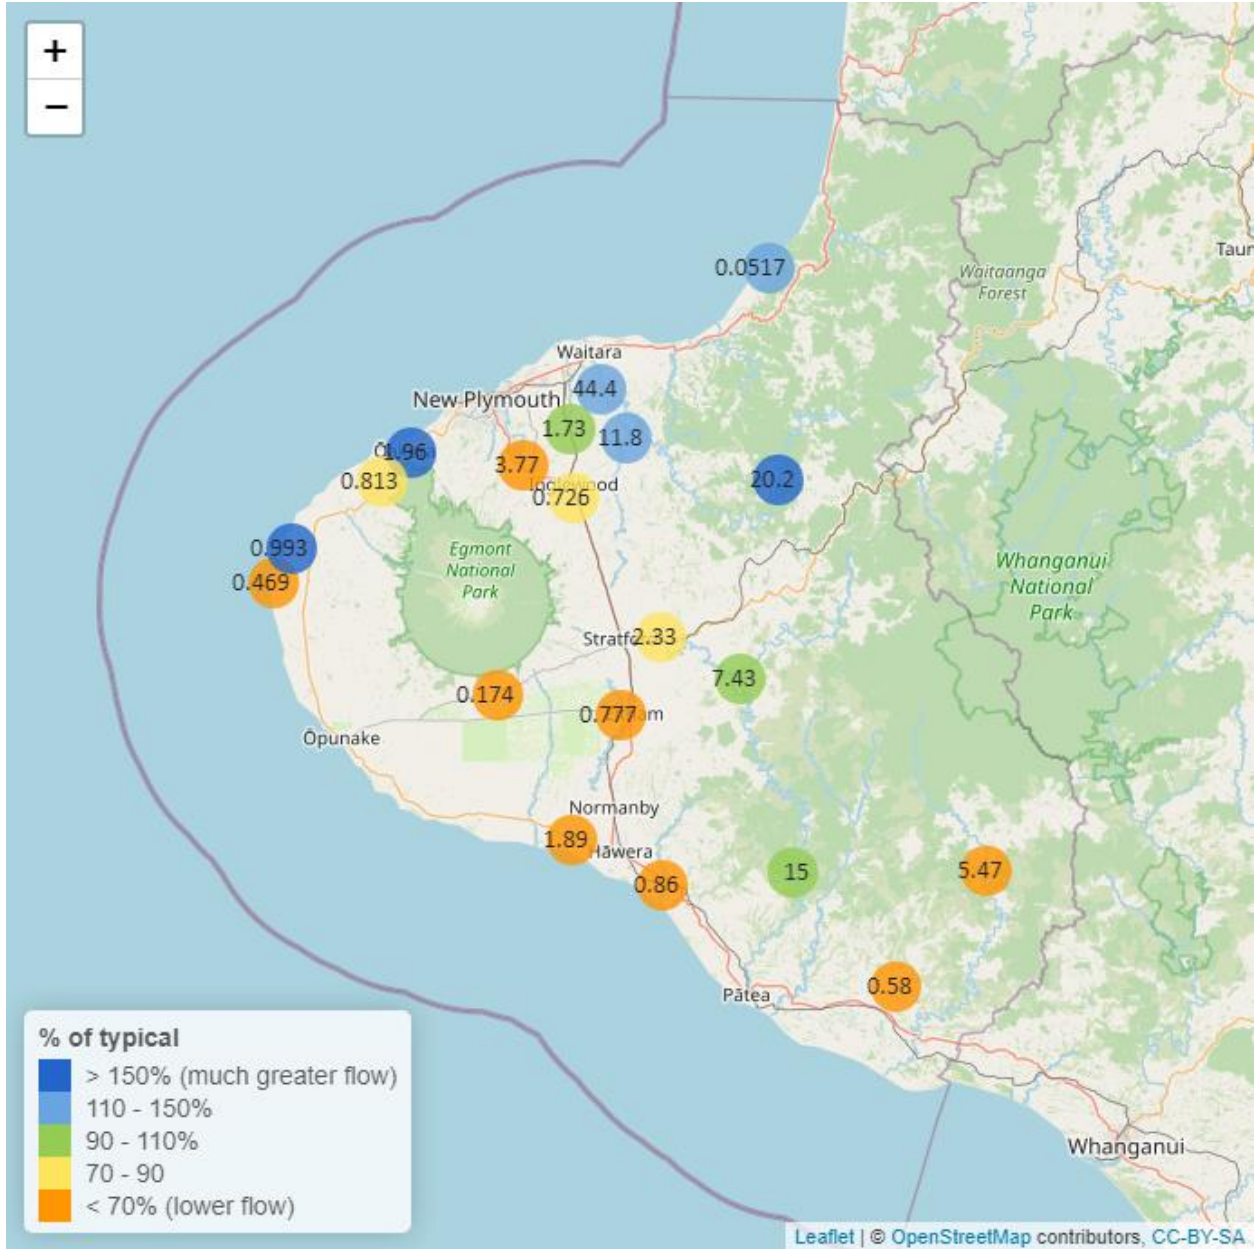 +
−
Taun
Waitaanga
Forest
0.0517
Waitara
44.4
New Plymouth
1.73
11.8
1.96
3.77
20.2
0.813
Inglewood
0.726
0.993
Egmont
National
Park
Whanganui
National
Park
0.469
2.33
7.43
0.174
0.777
Ōpunake
Normanby
1.89
Hāwera
0.86
15
5.47
0.58
Pātea
% of typical
> 150% (much greater flow)
110 - 150%
90 - 110%
70 - 90
< 70% (lower flow)
Whanganui
Leaflet | © OpenStreetMap contributors, CC-BY-SA